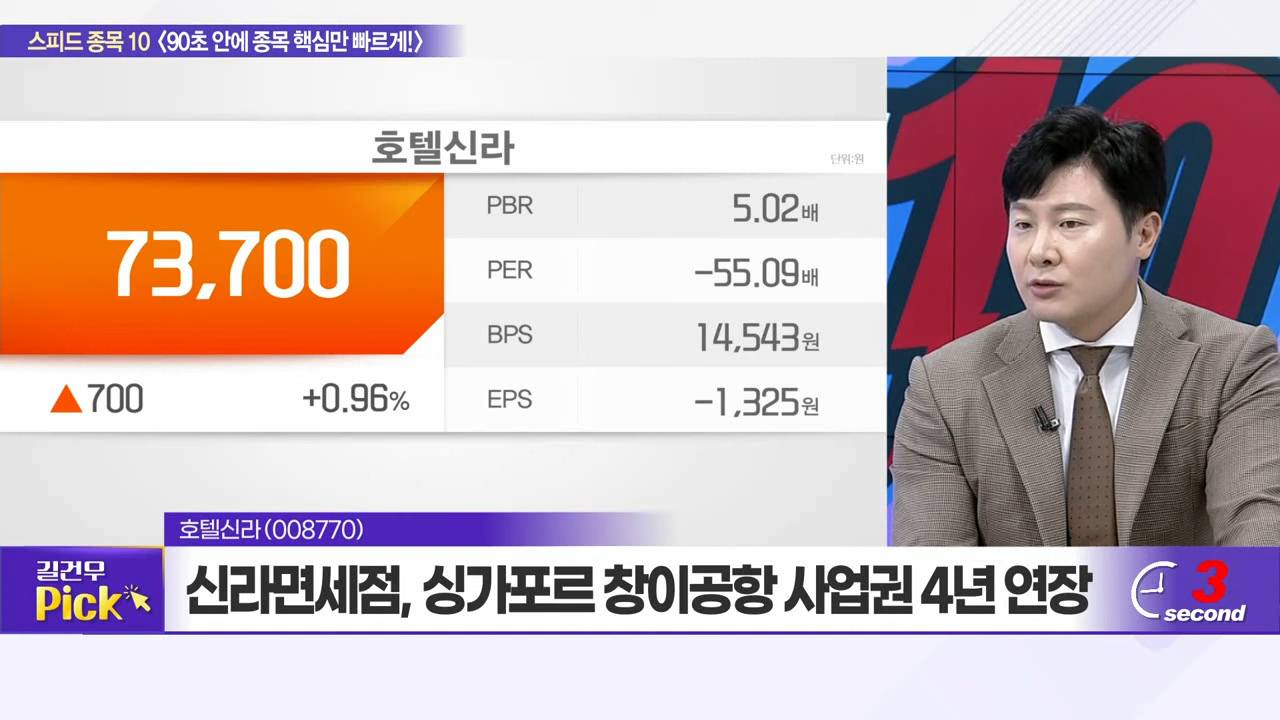 스피드 종목 10 〈90초 안에 종목 핵심만 빠르게!〉
호텔신라
단위:원
73,700
▲700 +0.96%
PBR 5.02배
PER -55.09배
BPS 14,543원
EPS -1,325원
호텔신라(008770)
길건무
Pick
신라면세점, 싱가포르 창이공항 사업권 4년 연장
3
second
10